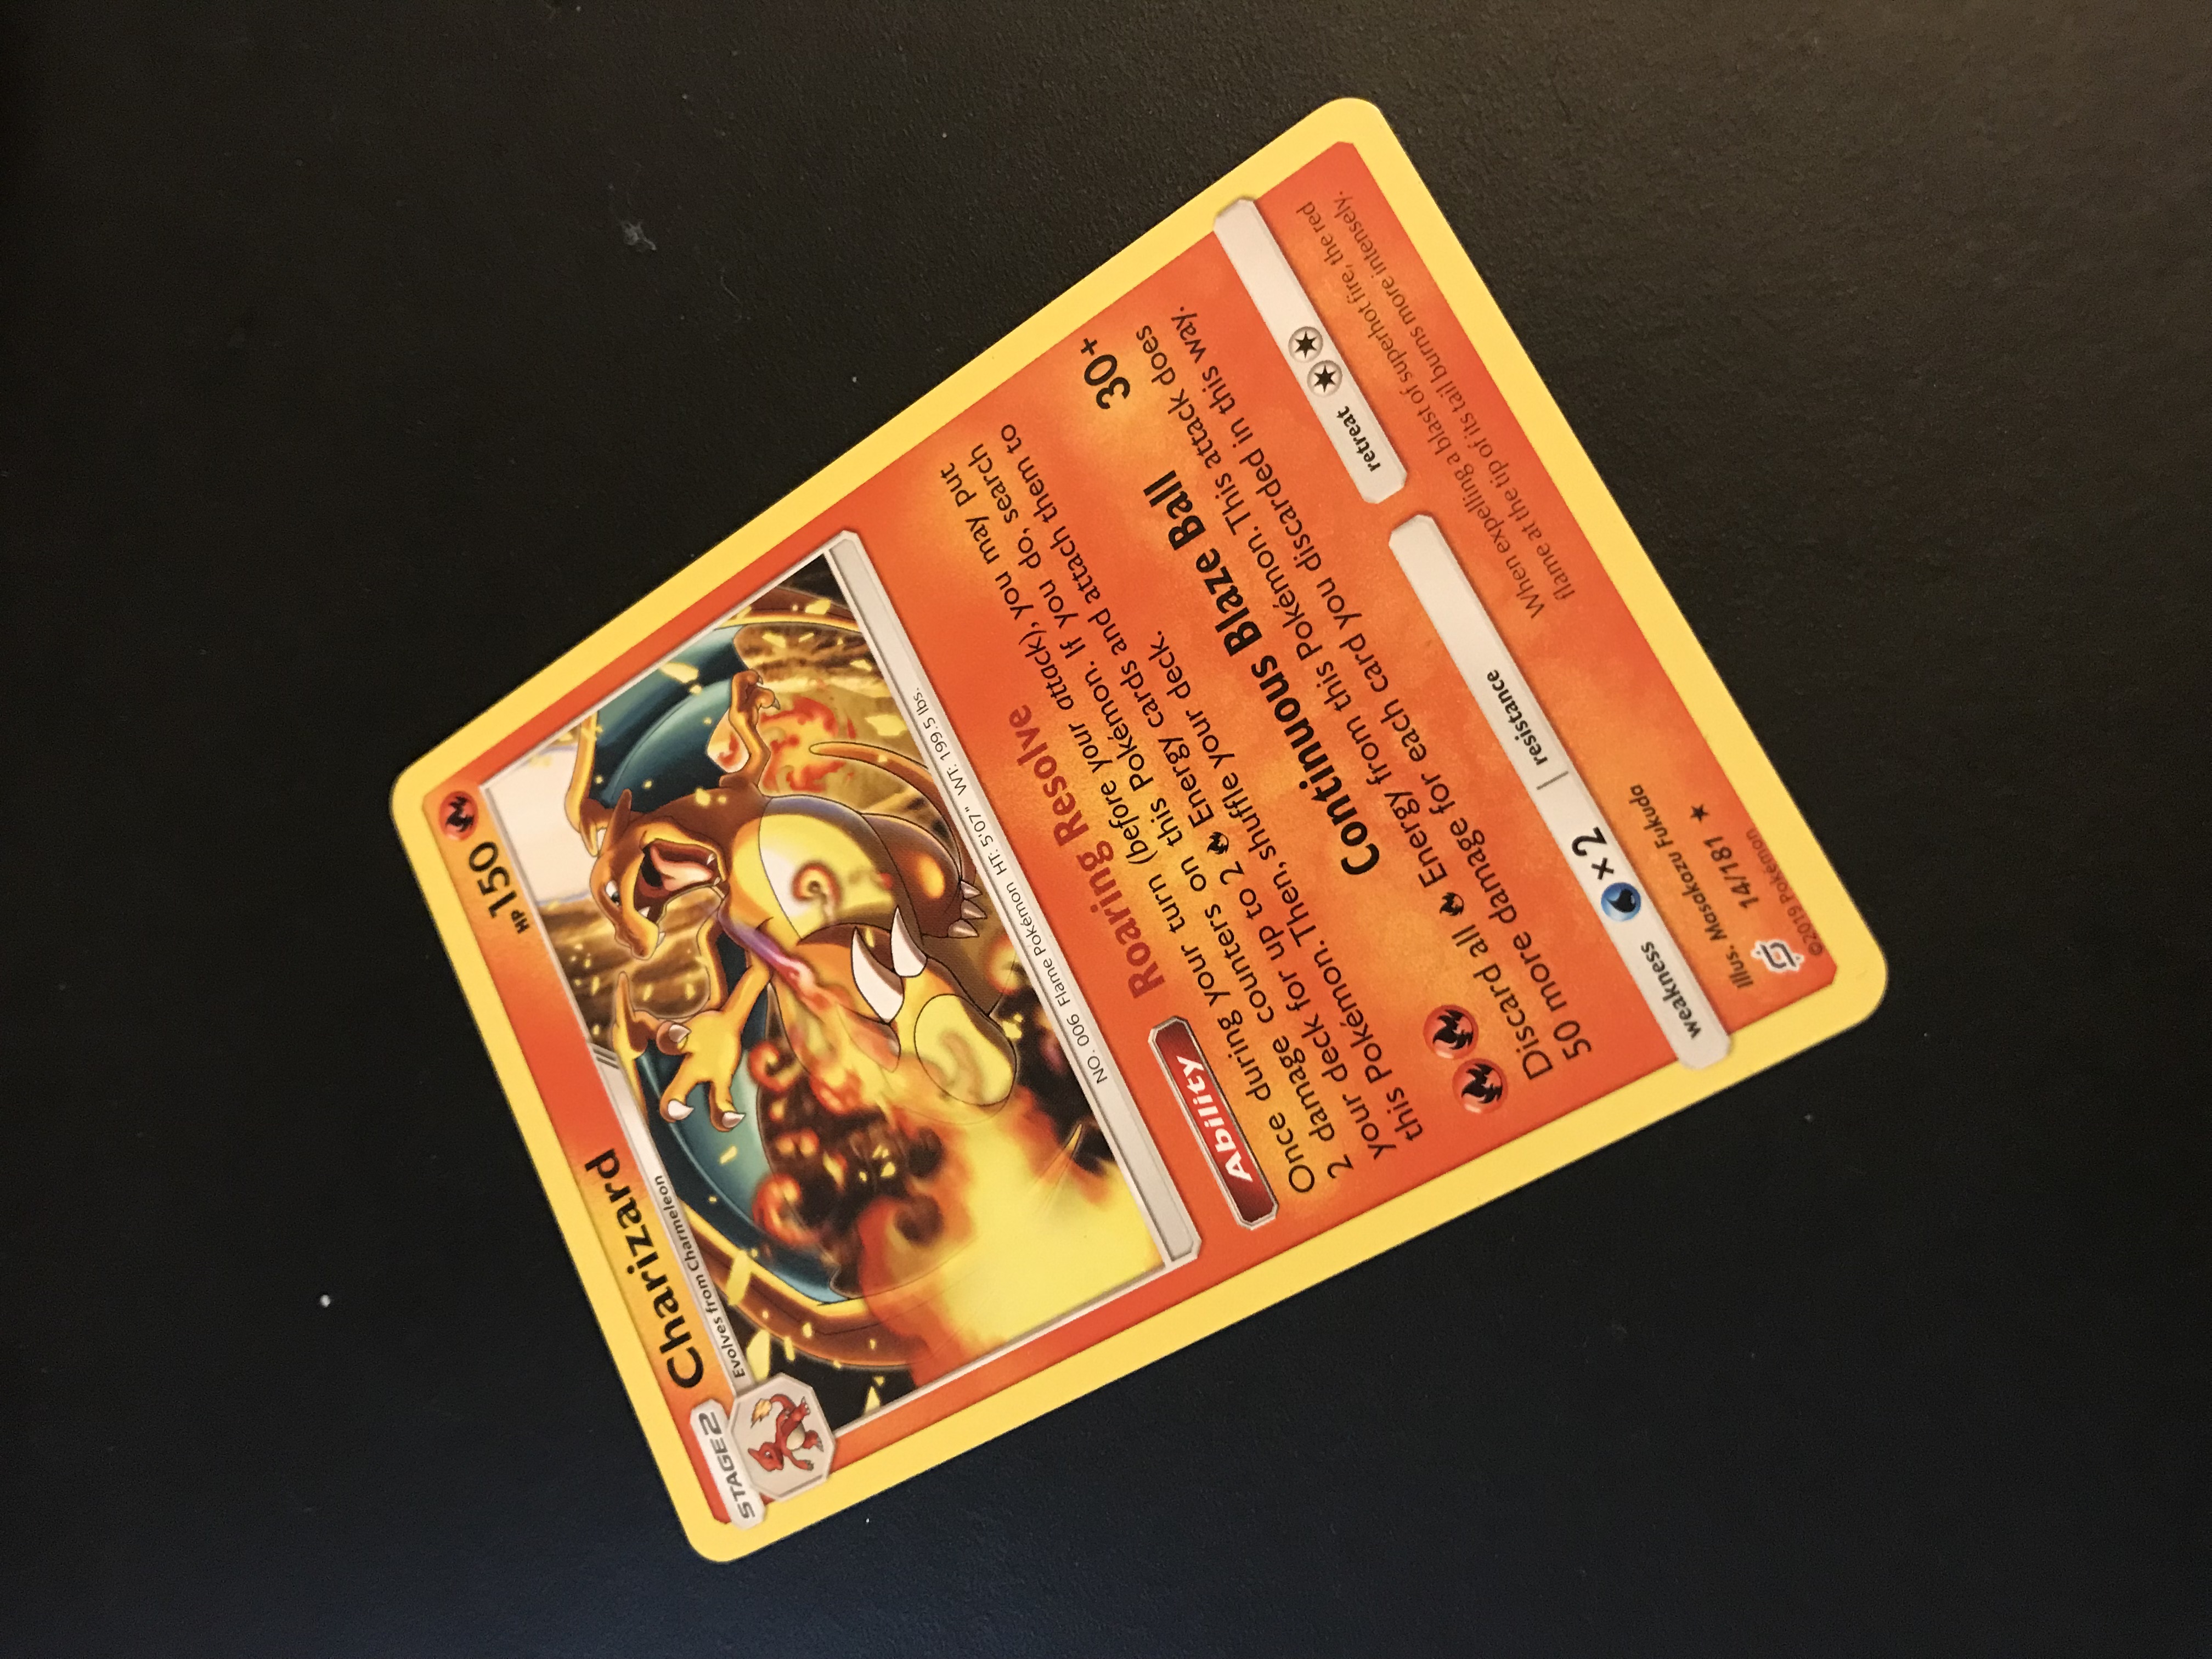 STAGE2
Charizard
HP150
Evolves from Charmeleon
NO. 006 Flame Pokémon HT: 5'07" WT: 199.5 lbs.
Ability Roaring Resolve
Once during your turn (before your attack), you may put
2 damage counters on this Pokémon. If you do, search
your deck for up to 2 Energy cards and attach them to
this Pokémon. Then, shuffle your deck.
Continuous Blaze Ball 30+
Discard all Energy from this Pokémon. This attack does
50 more damage for each card you discarded in this way.
weakness ×2 resistance retreat
When expelling a blast of superhot fire, the red
flame at the tip of its tail burns more intensely.
Illus. Masakazu Fukuda
14/181 ★
©2019 Pokémon